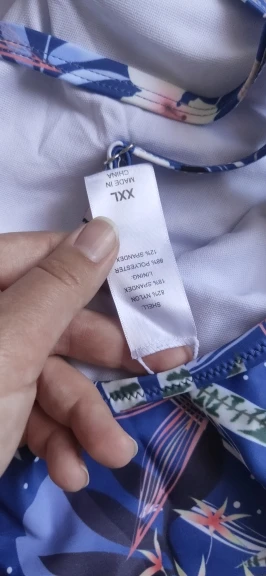 SHELL:
82% NYLON
18% SPANDEX
LINING:
88% POLYESTER
12% SPANDEX
XXL
MADE IN
CHINA